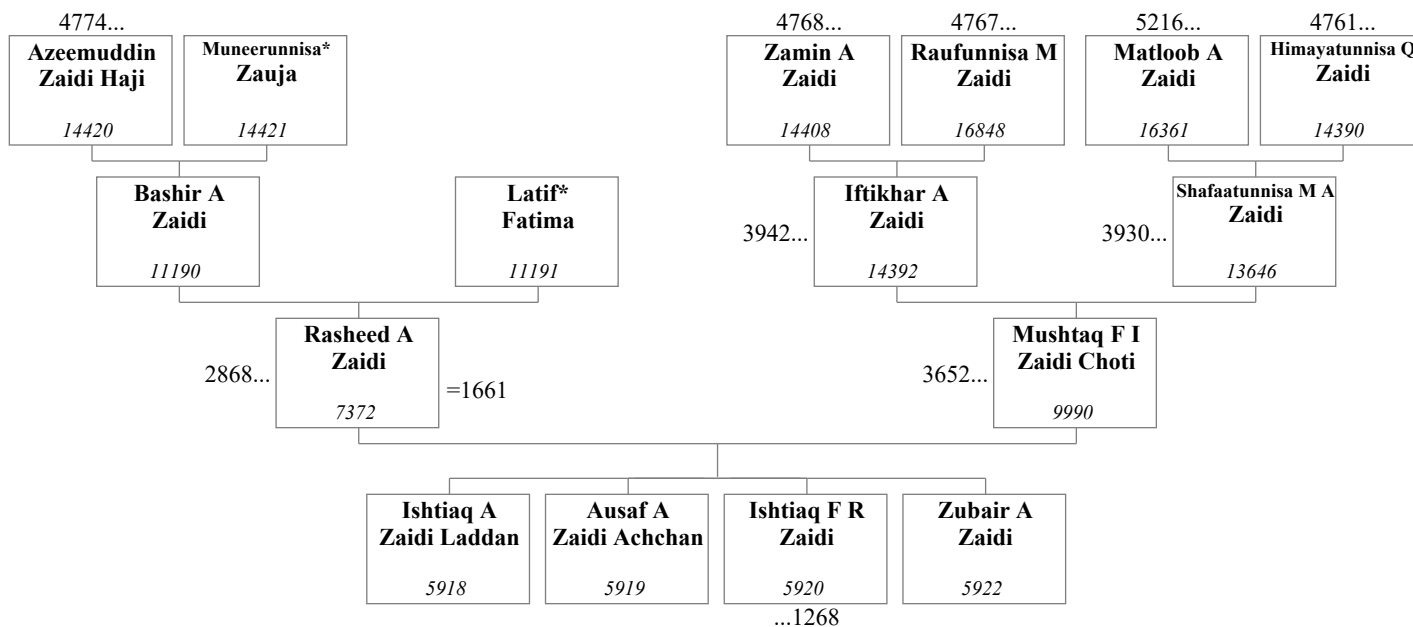 4774...
4768...
4767...
5216...
4761...
Azeemuddin
Zaidi Haji
14420
Muneerunnisa*
Zauja
14421
Zamin A
Zaidi
14408
Raufunnisa M
Zaidi
16848
Matloob A
Zaidi
16361
Himayatunnisa Q
Zaidi
14390
Bashir A
Zaidi
11190
Latif*
Fatima
11191
3942...
Iftikhar A
Zaidi
14392
3930...
Shafaatunnisa M A
Zaidi
13646
2868...
Rasheed A
Zaidi
7372
=1661
3652...
Mushtaq F I
Zaidi Choti
9990
Ishtiaq A
Zaidi Laddan
5918
Ausaf A
Zaidi Achchan
5919
Ishtiaq F R
Zaidi
5920
...1268
Zubair A
Zaidi
5922